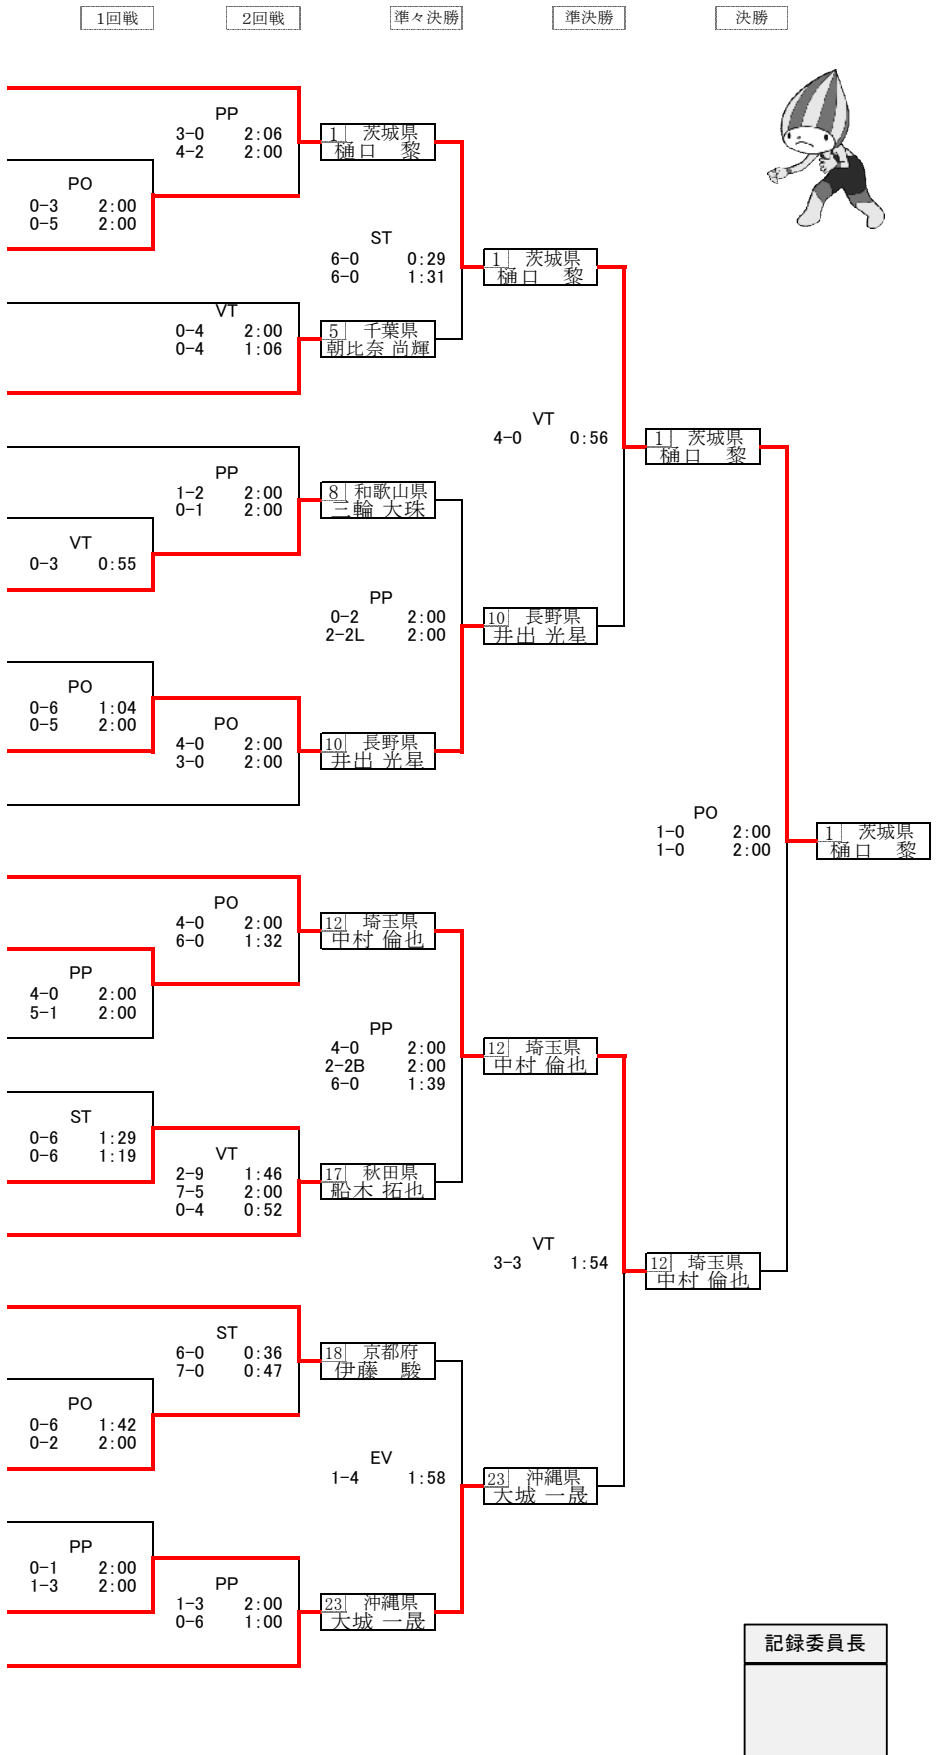 1回戦 2回戦 準々決勝 準決勝 決勝
PP
3-0 2:06
4-2 2:00
1 茨城県
樋口 黎
PO
0-3 2:00
0-5 2:00
ST
6-0 0:29
6-0 1:31
1 茨城県
樋口 黎
VT
0-4 2:00
0-4 1:06
5 千葉県
朝比奈 尚輝
VT
4-0 0:56
1 茨城県
樋口 黎
PP
1-2 2:00
0-1 2:00
8 和歌山県
三輪 大珠
VT
0-3 0:55
PP
0-2 2:00
2-2L 2:00
10 長野県
井出 光星
PO
0-6 1:04
0-5 2:00
PO
4-0 2:00
3-0 2:00
10 長野県
井出 光星
PO
1-0 2:00
1-0 2:00
1 茨城県
樋口 黎
PO
4-0 2:00
6-0 1:32
12 埼玉県
中村 倫也
PP
4-0 2:00
5-1 2:00
PP
4-0 2:00
2-2B 2:00
6-0 1:39
12 埼玉県
中村 倫也
ST
0-6 1:29
0-6 1:19
VT
2-9 1:46
7-5 2:00
0-4 0:52
17 秋田県
船木 拓也
VT
3-3 1:54
12 埼玉県
中村 倫也
ST
6-0 0:36
7-0 0:47
18 京都府
伊藤 駿
PO
0-6 1:42
0-2 2:00
EV
1-4 1:58
23 沖縄県
大城 一晟
PP
0-1 2:00
1-3 2:00
PP
1-3 2:00
0-6 1:00
23 沖縄県
大城 一晟
記録委員長